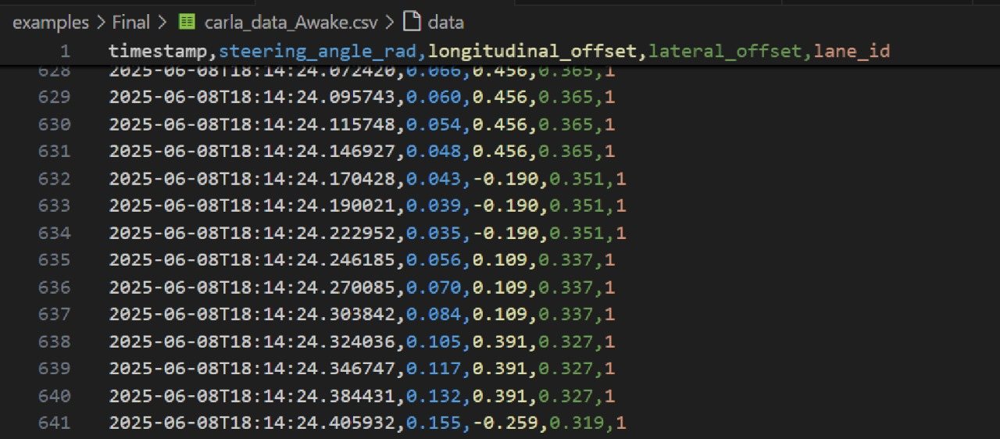 examples > Final > carla_data_Awake.csv > data
1 timestamp,steering_angle_rad,longitudinal_offset,lateral_offset,lane_id
628 2025-06-08T18:14:24.072420,0.066,0.456,0.365,1
629 2025-06-08T18:14:24.095743,0.060,0.456,0.365,1
630 2025-06-08T18:14:24.115748,0.054,0.456,0.365,1
631 2025-06-08T18:14:24.146927,0.048,0.456,0.365,1
632 2025-06-08T18:14:24.170428,0.043,-0.190,0.351,1
633 2025-06-08T18:14:24.190021,0.039,-0.190,0.351,1
634 2025-06-08T18:14:24.222952,0.035,-0.190,0.351,1
635 2025-06-08T18:14:24.246185,0.056,0.109,0.337,1
636 2025-06-08T18:14:24.270085,0.070,0.109,0.337,1
637 2025-06-08T18:14:24.303842,0.084,0.109,0.337,1
638 2025-06-08T18:14:24.324036,0.105,0.391,0.327,1
639 2025-06-08T18:14:24.346747,0.117,0.391,0.327,1
640 2025-06-08T18:14:24.384431,0.132,0.391,0.327,1
641 2025-06-08T18:14:24.405932,0.155,-0.259,0.319,1